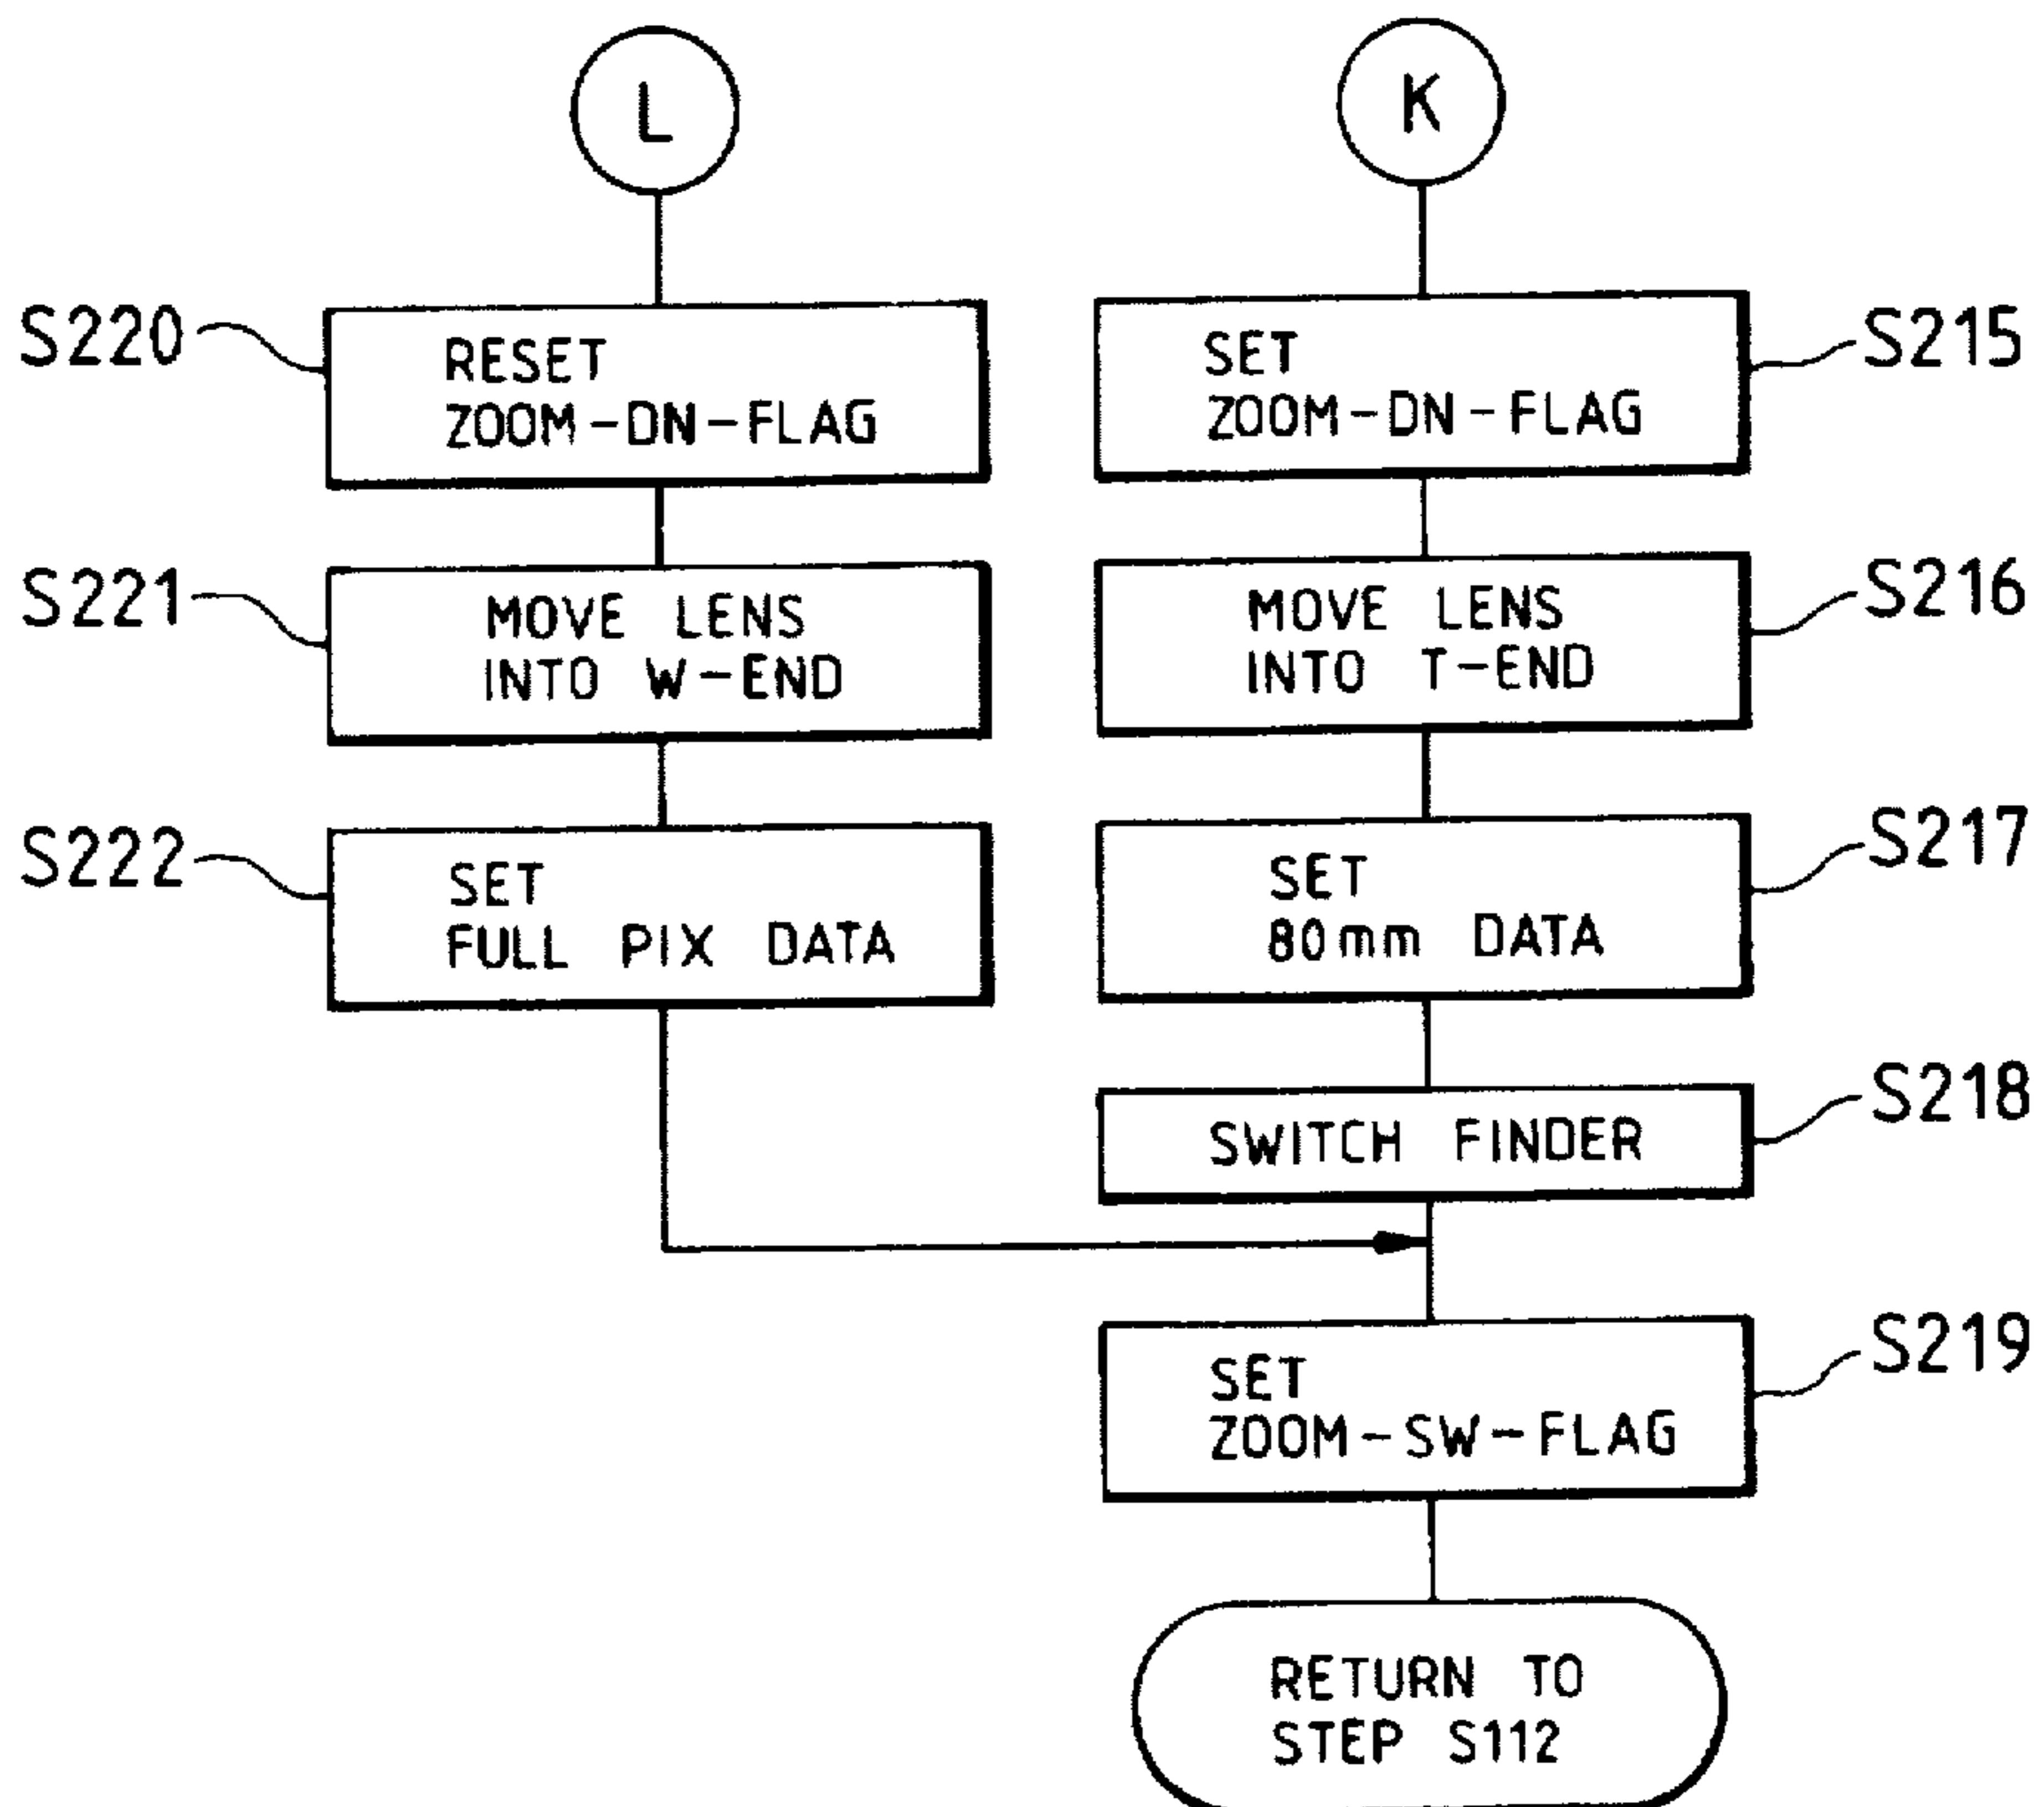 L
K
S220
RESET
ZOOM-DN-FLAG
SET
ZOOM-DN-FLAG
S215
S221
MOVE LENS
INTO W-END
MOVE LENS
INTO T-END
S216
S222
SET
FULL PIX DATA
SET
80mm DATA
S217
SWITCH FINDER
S218
SET
ZOOM-SW-FLAG
S219
RETURN TO
STEP S112